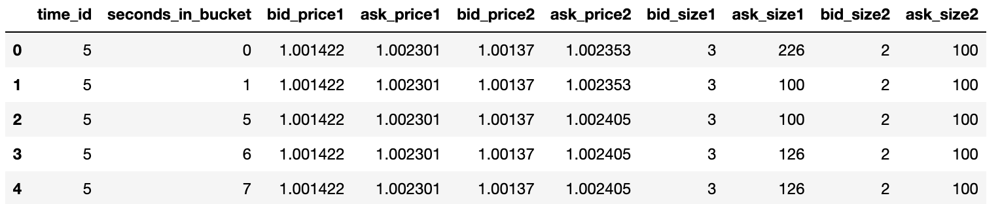 time_id seconds_in_bucket bid_price1 ask_price1 bid_price2 ask_price2 bid_size1 ask_size1 bid_size2 ask_size2
0 5 0 1.001422 1.002301 1.00137 1.002353 3 226 2 100
1 5 1 1.001422 1.002301 1.00137 1.002353 3 100 2 100
2 5 5 1.001422 1.002301 1.00137 1.002405 3 100 2 100
3 5 6 1.001422 1.002301 1.00137 1.002405 3 126 2 100
4 5 7 1.001422 1.002301 1.00137 1.002405 3 126 2 100